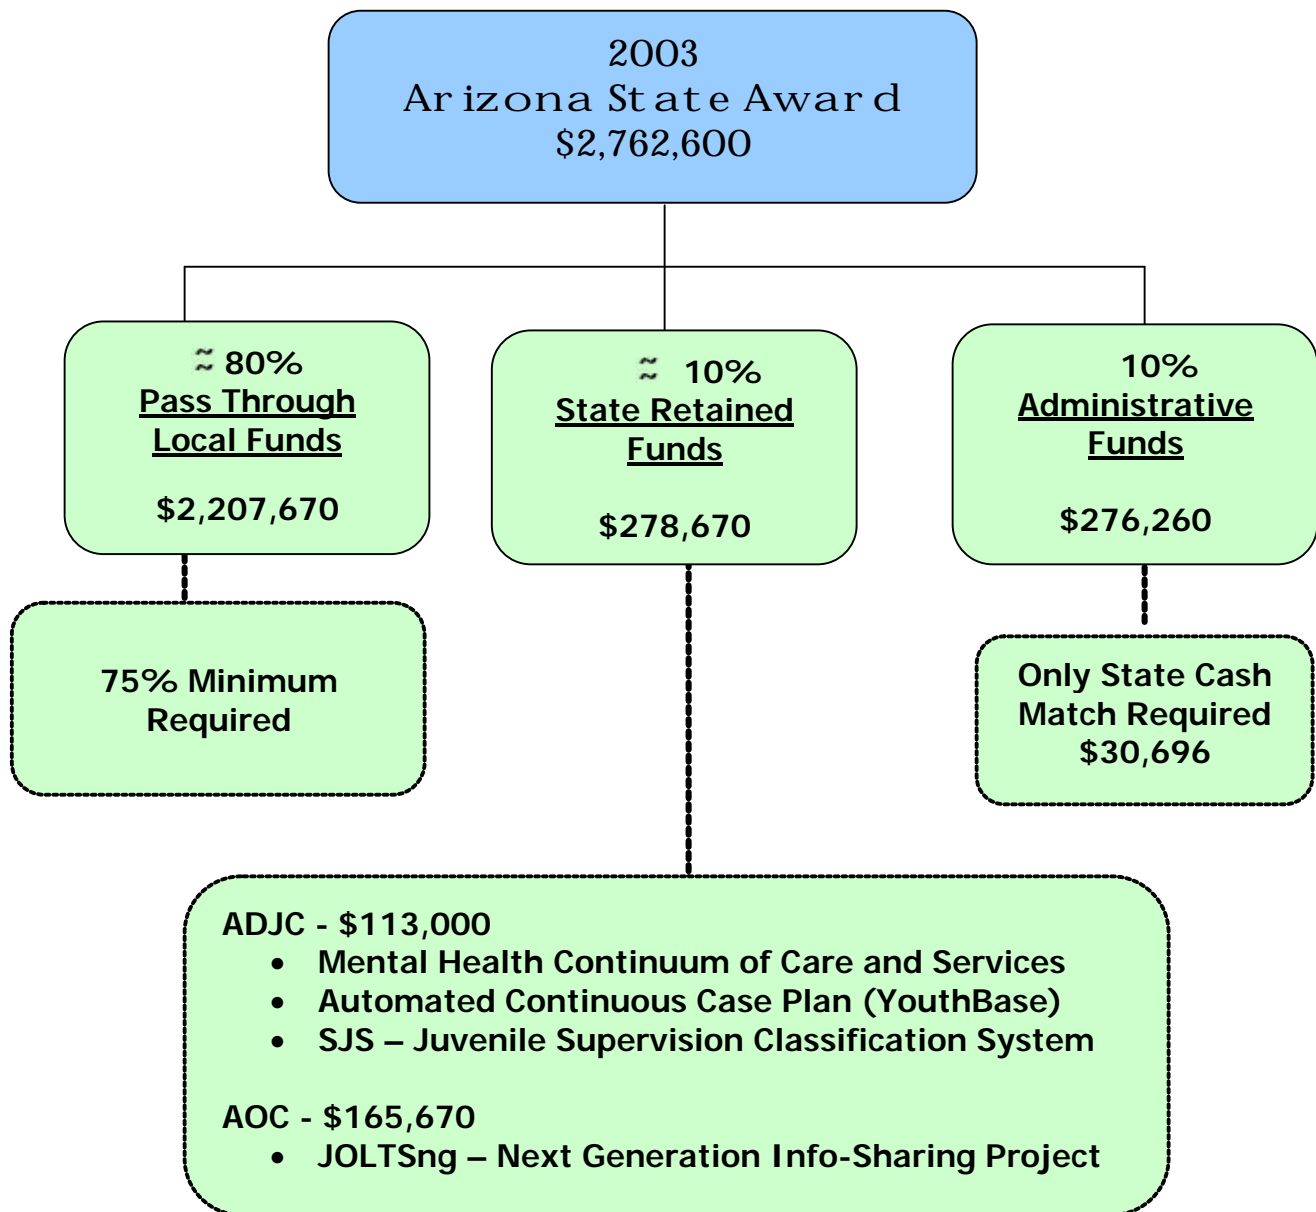 2003
Arizona State Award
$2,762,600
≈ 80%
Pass Through
Local Funds
$2,207,670
≈ 10%
State Retained
Funds
$278,670
10%
Administrative
Funds
$276,260
75% Minimum
Required
Only State Cash
Match Required
$30,696
ADJC - $113,000
• Mental Health Continuum of Care and Services
• Automated Continuous Case Plan (YouthBase)
• SJS – Juvenile Supervision Classification System
AOC - $165,670
• JOLTSng – Next Generation Info-Sharing Project